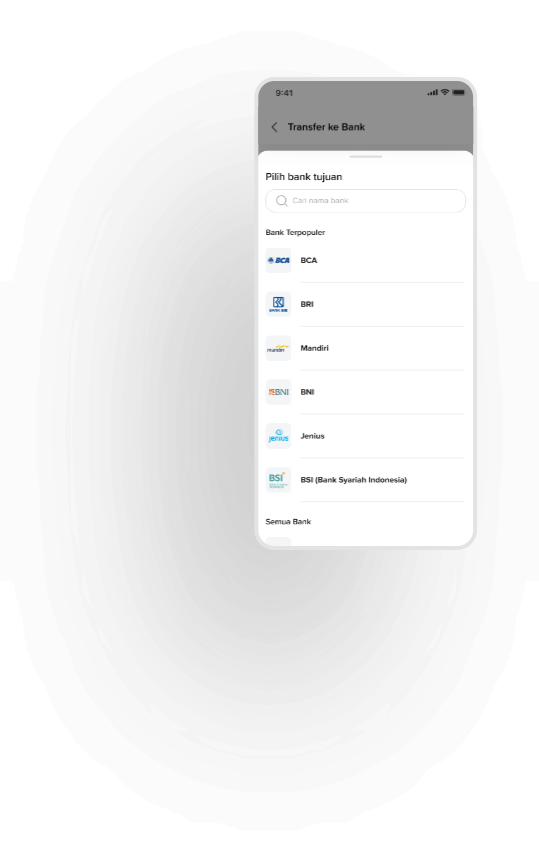 9:41
Transfer ke Bank
Pilih bank tujuan
Cari nama bank
Bank Terpopuler
BCA BCA
BANK BRI BRI
mandiri Mandiri
BNI BNI
Jenius Jenius
BSI BSI (Bank Syariah Indonesia)
Semua Bank